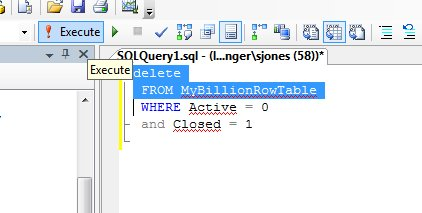 Execute
SQLQuery1.sql - (l...nger\sjones (58))*
Execute
delete
FROM MyBillionRowTable
WHERE Active = 0
and Closed = 1